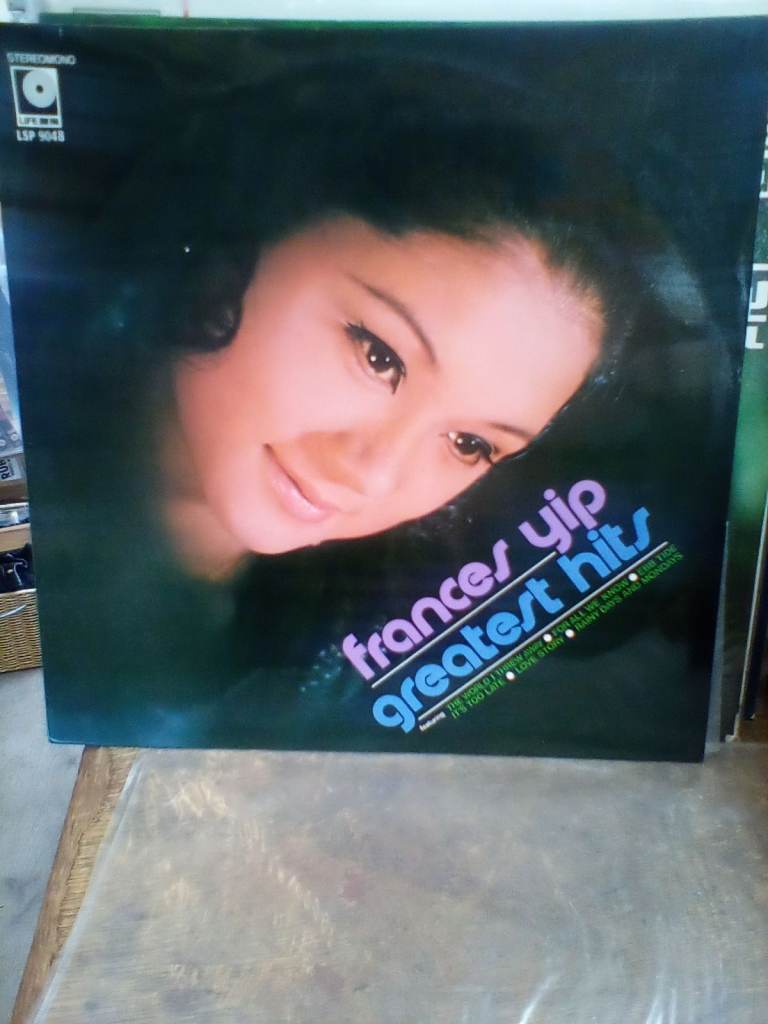 STEREO/MONO
LIFE
LSP 9048
frances yip
greatest hits
featuring THE WORLD I THREW AWAY ● FOR ALL WE KNOW ● EBB TIDE
IT'S TOO LATE ● LOVE STORY ● RAINY DAYS AND MONDAYS